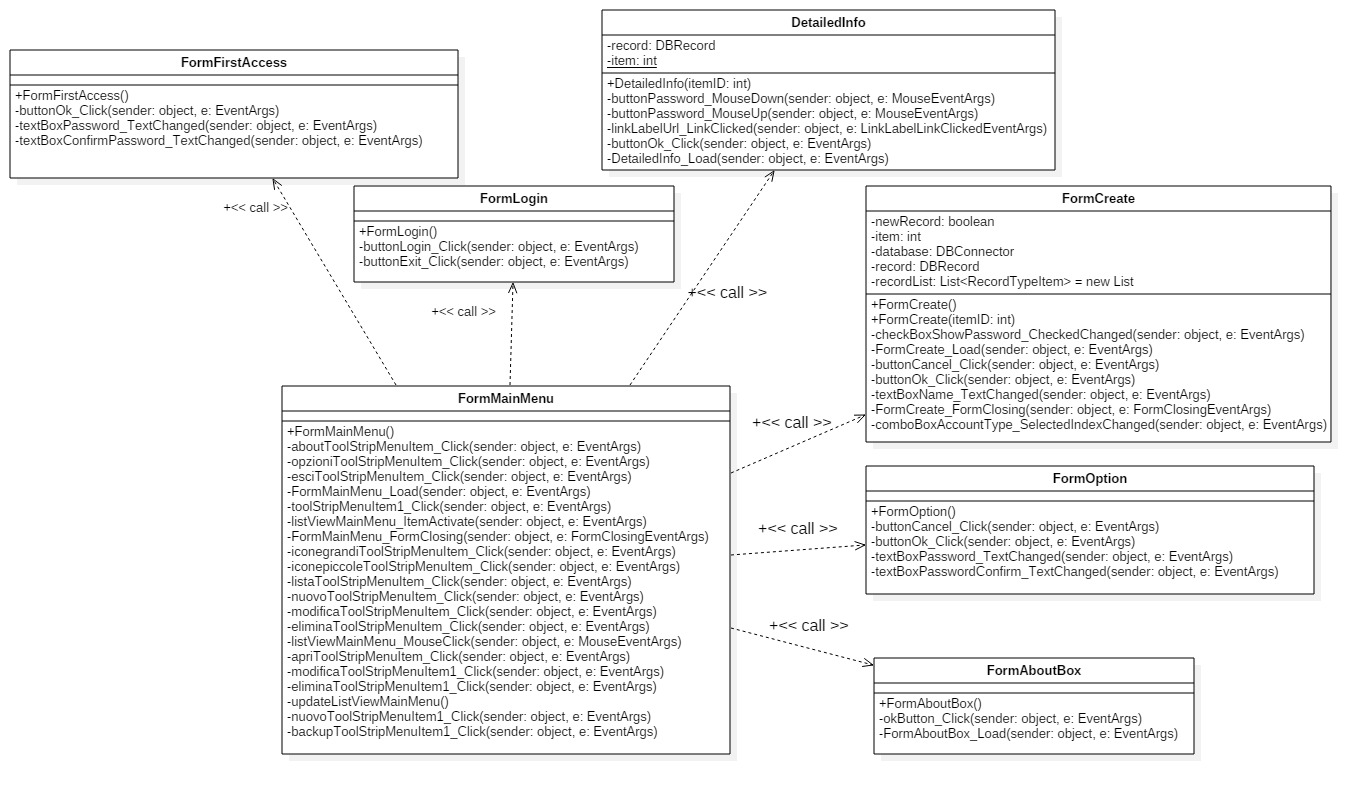 FormFirstAccess
+FormFirstAccess()
-buttonOk_Click(sender: object, e: EventArgs)
-textBoxPassword_TextChanged(sender: object, e: EventArgs)
-textBoxConfirmPassword_TextChanged(sender: object, e: EventArgs)
DetailedInfo
-record: DBRecord
-item: int
+DetailedInfo(itemID: int)
-buttonPassword_MouseDown(sender: object, e: MouseEventArgs)
-buttonPassword_MouseUp(sender: object, e: MouseEventArgs)
-linkLabelUrl_LinkClicked(sender: object, e: LinkLabelLinkClickedEventArgs)
-buttonOk_Click(sender: object, e: EventArgs)
-DetailedInfo_Load(sender: object, e: EventArgs)
+<< call >>
FormLogin
+FormLogin()
-buttonLogin_Click(sender: object, e: EventArgs)
-buttonExit_Click(sender: object, e: EventArgs)
+<< call >>
+<< call >>
FormCreate
-newRecord: boolean
-item: int
-database: DBConnector
-record: DBRecord
-recordList: List<RecordTypeItem> = new List
+FormCreate()
+FormCreate(itemID: int)
-checkBoxShowPassword_CheckedChanged(sender: object, e: EventArgs)
-FormCreate_Load(sender: object, e: EventArgs)
-buttonCancel_Click(sender: object, e: EventArgs)
-buttonOk_Click(sender: object, e: EventArgs)
-textBoxName_TextChanged(sender: object, e: EventArgs)
-FormCreate_FormClosing(sender: object, e: FormClosingEventArgs)
-comboBoxAccountType_SelectedIndexChanged(sender: object, e: EventArgs)
FormMainMenu
+FormMainMenu()
-aboutToolStripMenuItem_Click(sender: object, e: EventArgs)
-opzioniToolStripMenuItem_Click(sender: object, e: EventArgs)
-esciToolStripMenuItem_Click(sender: object, e: EventArgs)
-FormMainMenu_Load(sender: object, e: EventArgs)
-toolStripMenuItem1_Click(sender: object, e: EventArgs)
-listViewMainMenu_ItemActivate(sender: object, e: EventArgs)
-FormMainMenu_FormClosing(sender: object, e: FormClosingEventArgs)
-iconegrandiToolStripMenuItem_Click(sender: object, e: EventArgs)
-iconepiccoleToolStripMenuItem_Click(sender: object, e: EventArgs)
-listaToolStripMenuItem_Click(sender: object, e: EventArgs)
-nuovoToolStripMenuItem_Click(sender: object, e: EventArgs)
-modificaToolStripMenuItem_Click(sender: object, e: EventArgs)
-eliminaToolStripMenuItem_Click(sender: object, e: EventArgs)
-listViewMainMenu_MouseClick(sender: object, e: MouseEventArgs)
-apriToolStripMenuItem_Click(sender: object, e: EventArgs)
-modificaToolStripMenuItem1_Click(sender: object, e: EventArgs)
-eliminaToolStripMenuItem1_Click(sender: object, e: EventArgs)
-updateListViewMainMenu()
-nuovoToolStripMenuItem1_Click(sender: object, e: EventArgs)
-backupToolStripMenuItem1_Click(sender: object, e: EventArgs)
+<< call >>
FormOption
+FormOption()
-buttonCancel_Click(sender: object, e: EventArgs)
-buttonOk_Click(sender: object, e: EventArgs)
-textBoxPassword_TextChanged(sender: object, e: EventArgs)
-textBoxPasswordConfirm_TextChanged(sender: object, e: EventArgs)
+<< call >>
+<< call >>
FormAboutBox
+FormAboutBox()
-okButton_Click(sender: object, e: EventArgs)
-FormAboutBox_Load(sender: object, e: EventArgs)